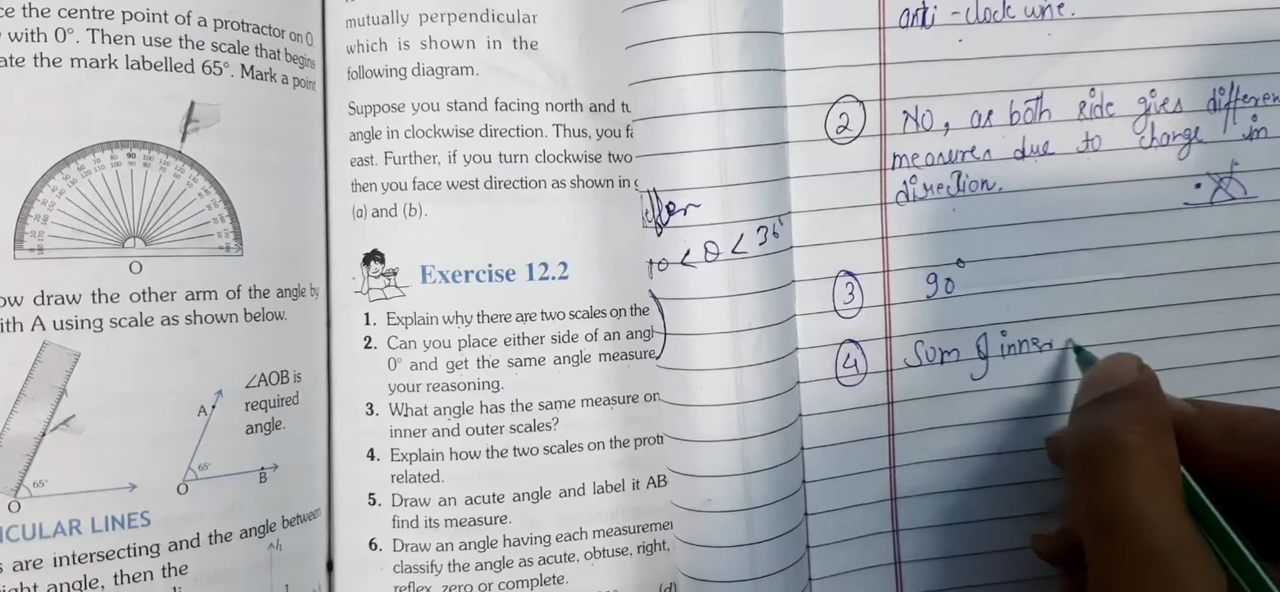 ce the centre point of a protractor on O
with 0°. Then use the scale that begins
ate the mark labelled 65°. Mark a point
O
ow draw the other arm of the angle by
ith A using scale as shown below.
∠AOB is
required
angle.
A
65°
65°
O
B
O
ICULAR LINES
are intersecting and the angle between
ight angle, then the
mutually perpendicular
which is shown in the
following diagram.
Suppose you stand facing north and tu
angle in clockwise direction. Thus, you fa
east. Further, if you turn clockwise two
then you face west direction as shown in
(a) and (b).
Exercise 12.2
1. Explain why there are two scales on the
2. Can you place either side of an angl
0° and get the same angle measure
your reasoning.
3. What angle has the same measure on
inner and outer scales?
4. Explain how the two scales on the prot
related.
5. Draw an acute angle and label it AB
find its measure.
6. Draw an angle having each measuremen
classify the angle as acute, obtuse, right,
reflex, zero or complete.
(d)
< θ < 36°
anti-clock wise.
2 No, as both side gives differen
measures due to change in
direction.
3 90°
4 Sum of inner